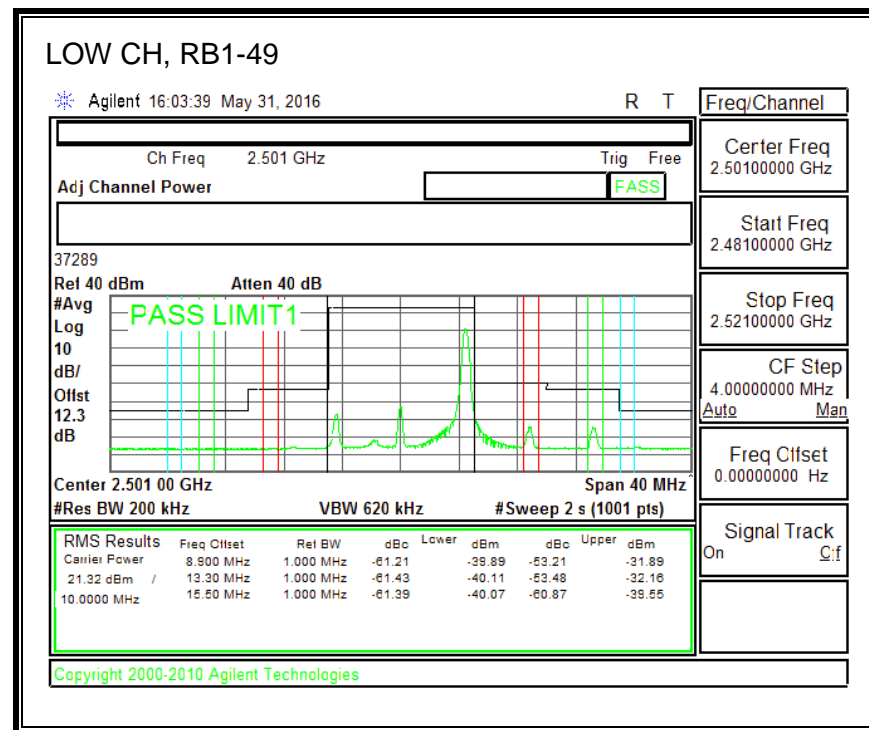 LOW CH, RB1-49
Agilent 16:03:39 May 31, 2016 R T
Freq/Channel
Ch Freq 2.501 GHz Trig Free
Adj Channel Power
PASS
Center Freq
2.50100000 GHz
Start Freq
2.48100000 GHz
Stop Freq
2.52100000 GHz
CF Step
4.00000000 MHz
Auto Man
Freq Offset
0.00000000 Hz
Signal Track
On Off
37289
Ref 40 dBm Atten 40 dB
#Avg
Log
10
dB/
Offst
12.3
dB
PASS LIMIT1
Center 2.501 00 GHz Span 40 MHz^
#Res BW 200 kHz VBW 620 kHz #Sweep 2 s (1001 pts)
RMS Results Freq Offset Ref BW dBc Lower dBm dBc Upper dBm
Carrier Power 8.900 MHz 1.000 MHz -61.21 -39.89 -53.21 -31.89
21.32 dBm / 13.30 MHz 1.000 MHz -61.43 -40.11 -53.48 -32.16
10.0000 MHz 15.50 MHz 1.000 MHz -61.39 -40.07 -60.87 -39.55
Copyright 2000-2010 Agilent Technologies